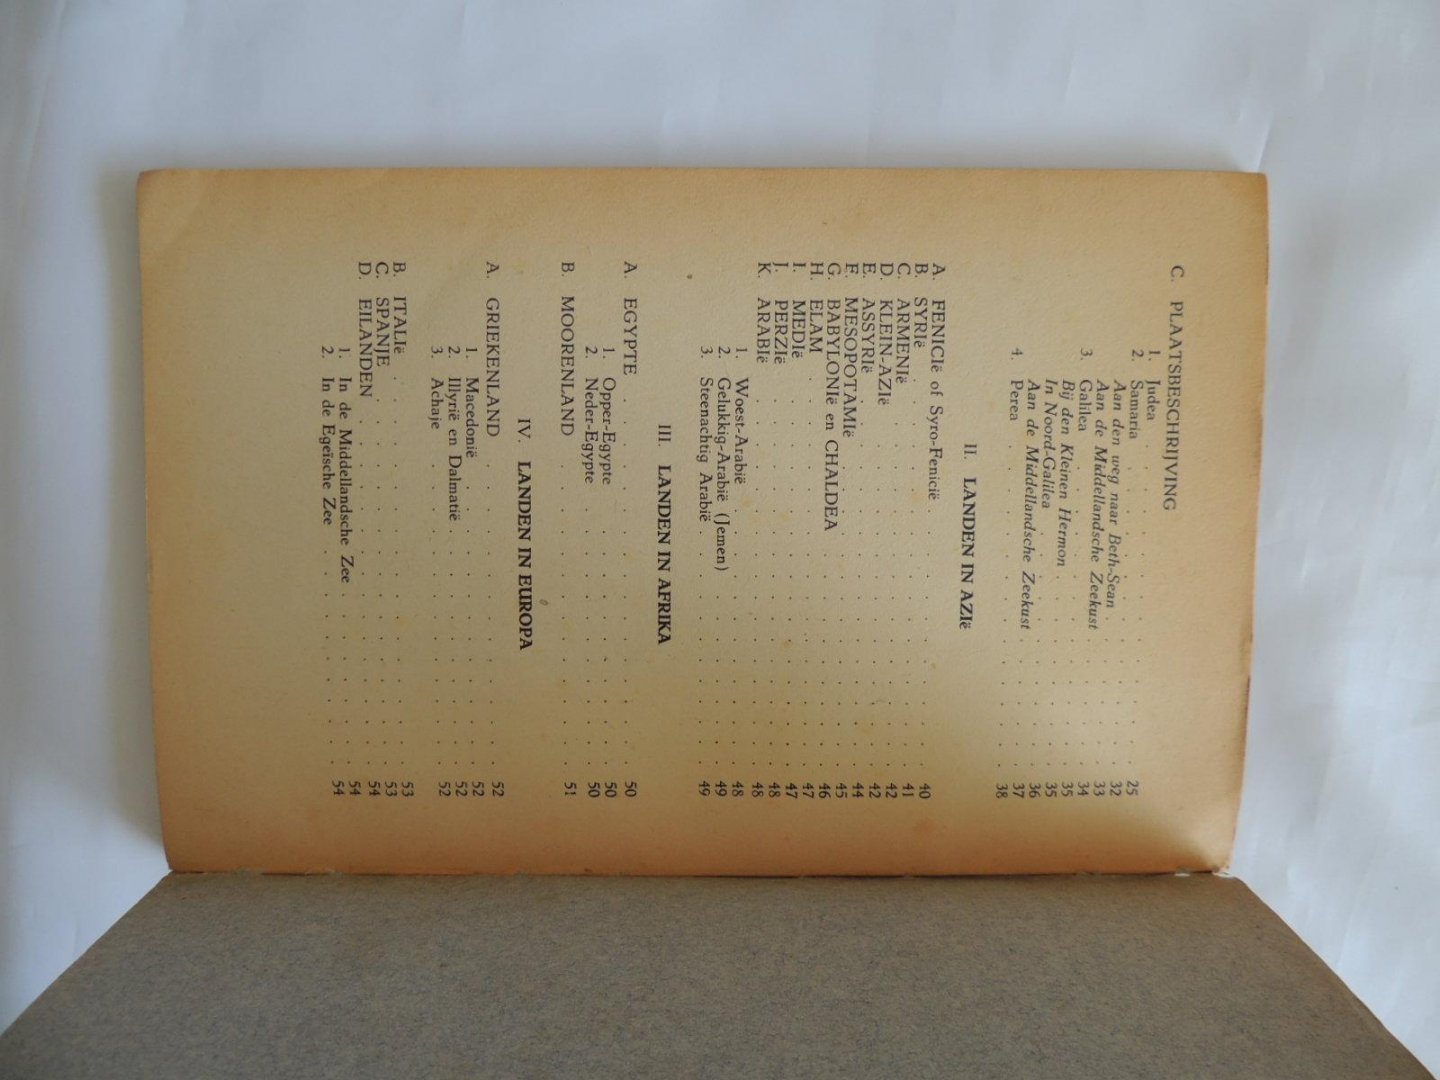 C. PLAATSBESCHRIJVING
1. Judea . . . . . . . . . . 25
2. Samaria . . . . . . . . . . 32
Aan den weg naar Beth-Sean . . . . . 33
Aan de Middellandsche Zeekust . . . . 34
3. Galilea . . . . . . . . . . 35
Bij den Kleinen Hermon . . . . . . 35
In Noord-Galilea . . . . . . . 36
Aan de Middellandsche Zeekust . . . . 37
4. Perea . . . . . . . . . . 38
II. LANDEN IN AZIë
A. FENICIë of Syro-Fenicië . . . . . . . . 40
B. SYRIë . . . . . . . . . . . 41
C. ARMENIë . . . . . . . . . . 42
D. KLEIN-AZIë . . . . . . . . . . 42
E. ASSYRIë . . . . . . . . . . 44
F. MESOPOTAMIë . . . . . . . . . 45
G. BABYLONIë en CHALDEA . . . . . . . 46
H. ELAM . . . . . . . . . . . 47
I. MEDIë . . . . . . . . . . . 47
J. PERZIë . . . . . . . . . . . 48
K. ARABIë . . . . . . . . . . . 48
1. Woest-Arabië . . . . . . . . 48
2. Gelukkig-Arabië (Jemen) . . . . . . 49
3. Steenachtig Arabië . . . . . . . 49
III. LANDEN IN AFRIKA
A. EGYPTE . . . . . . . . . . . 50
1. Opper-Egypte . . . . . . . . 50
2. Neder-Egypte . . . . . . . . 50
B. MOORENLAND . . . . . . . . . 51
IV. LANDEN IN EUROPA
A. GRIEKENLAND . . . . . . . . . 52
1. Macedonië . . . . . . . . . 52
2. Illyrië en Dalmatië . . . . . . . 52
3. Achaje . . . . . . . . . . 52
B. ITALIë . . . . . . . . . . . 53
C. SPANJE . . . . . . . . . . . 53
D. EILANDEN . . . . . . . . . . 54
1. In de Middellandsche Zee . . . . . . 54
2. In de Egeïsche Zee . . . . . . . 54